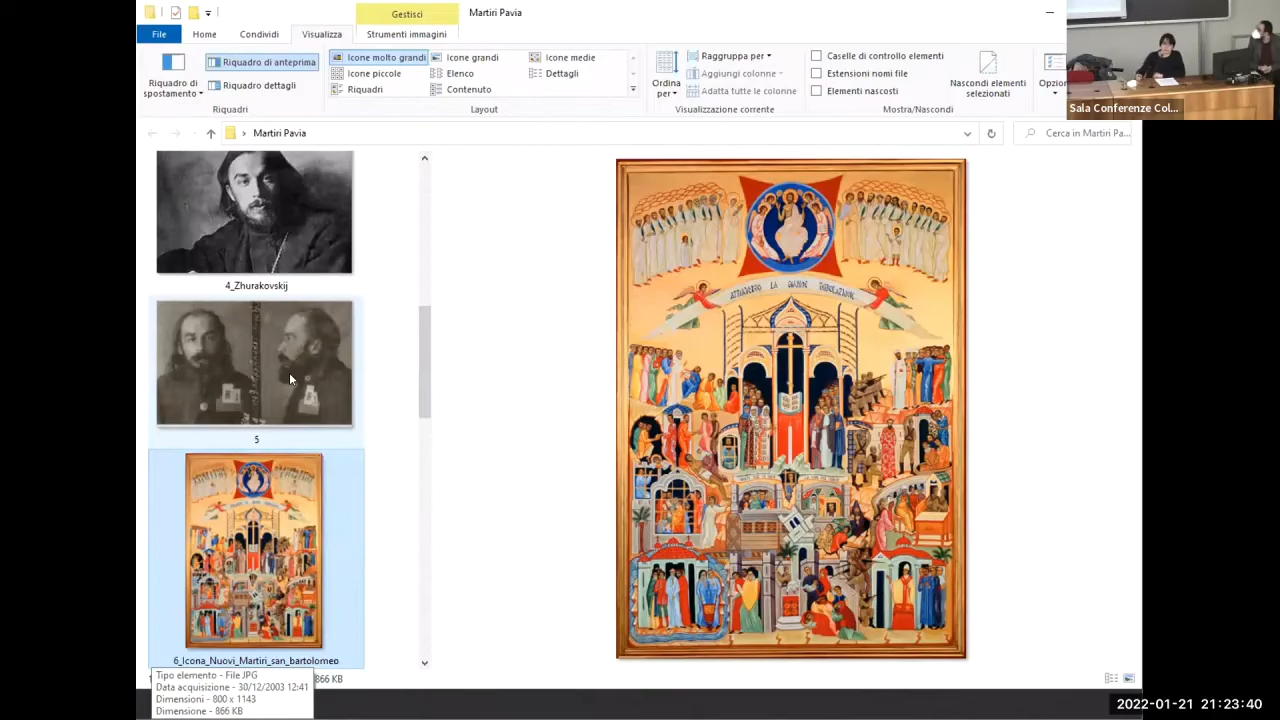 Gestisci
Martiri Pavia
File
Home
Condividi
Visualizza
Strumenti immagini
Riquadro di spostamento
Riquadro di anteprima
Riquadro dettagli
Riquadri
Icone molto grandi
Icone grandi
Icone medie
Icone piccole
Elenco
Dettagli
Riquadri
Contenuto
Layout
Ordina per
Raggruppa per
Aggiungi colonne
Adatta tutte le colonne
Visualizzazione corrente
Caselle di controllo elementi
Estensioni nomi file
Elementi nascosti
Nascondi elementi selezionati
Mostra/Nascondi
Opzior
Sala Conferenze Col...
Martiri Pavia
Cerca in Martiri Pa...
4_Zhurakovskij
5
6_Icona_Nuovi_Martiri_san_bartolomeo
866 KB
Tipo elemento - File JPG
Data acquisizione - 30/12/2003 12:41
Dimensioni - 800 x 1143
Dimensione - 866 KB
ATTRAVERSO LA GRANDE TRIBOLAZIONE
2022-01-21 21:23:40